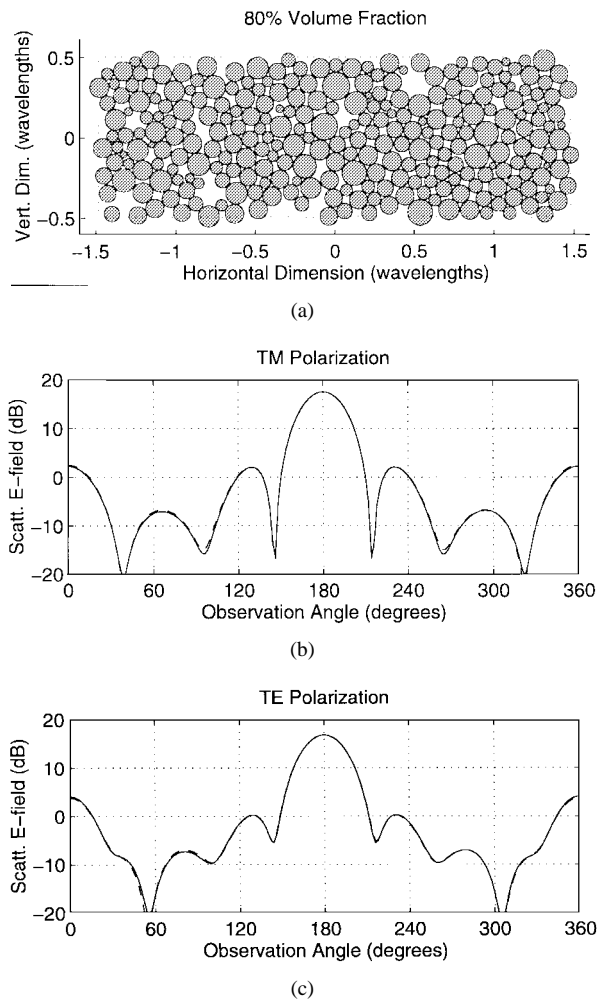 80% Volume Fraction
Vert. Dim. (wavelengths)
0.5
0
−0.5
−1.5 −1 −0.5 0 0.5 1 1.5
Horizontal Dimension (wavelengths)
(a)
TM Polarization
Scatt. E−field (dB)
20
10
0
−10
−20
0 60 120 180 240 300 360
Observation Angle (degrees)
(b)
TE Polarization
Scatt. E−field (dB)
20
10
0
−10
−20
0 60 120 180 240 300 360
Observation Angle (degrees)
(c)